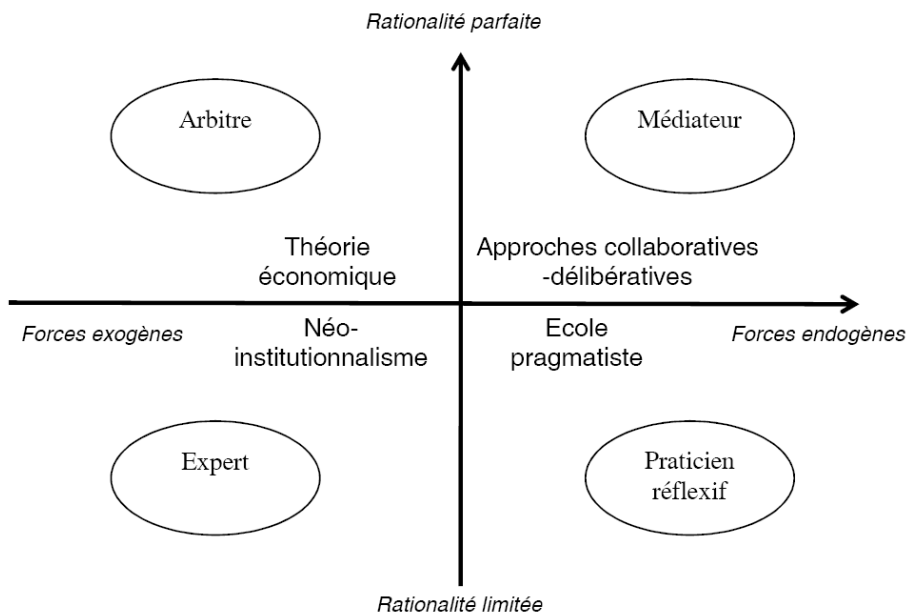 Rationalité parfaite
Arbitre
Médiateur
Théorie
économique
Approches collaboratives
-délibératives
Forces exogènes
Néo-
institutionnalisme
Ecole
pragmatiste
Forces endogènes
Expert
Praticien
réflexif
Rationalité limitée